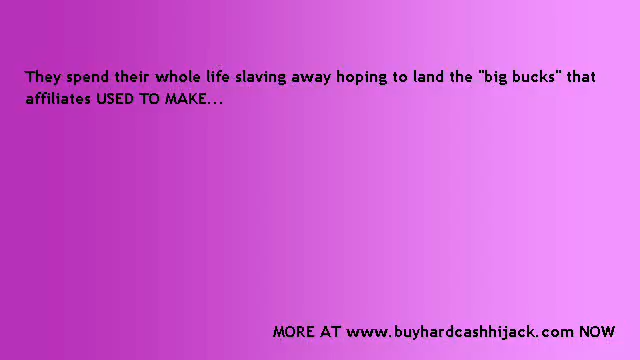 They spend their whole life slaving away hoping to land the "big bucks" that
affiliates USED TO MAKE...
MORE AT www.buyhardcashhijack.com NOW